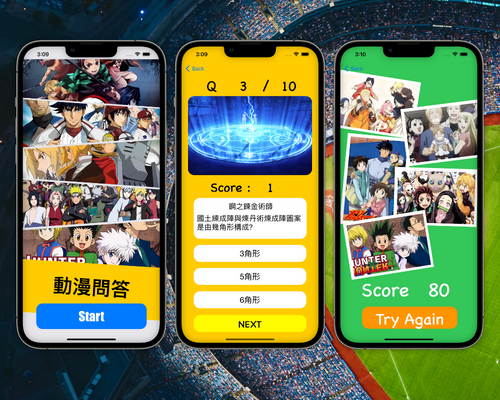 3:09
動漫問答
Start
3:09
Back
Q 3 / 10
Score : 1
鋼之鍊金術師
國土練成陣與煉丹術煉成陣圖案
是由幾角形構成?
3角形
5角形
6角形
NEXT
3:10
Back
HUNTER
HUNTER
Score 80
Try Again